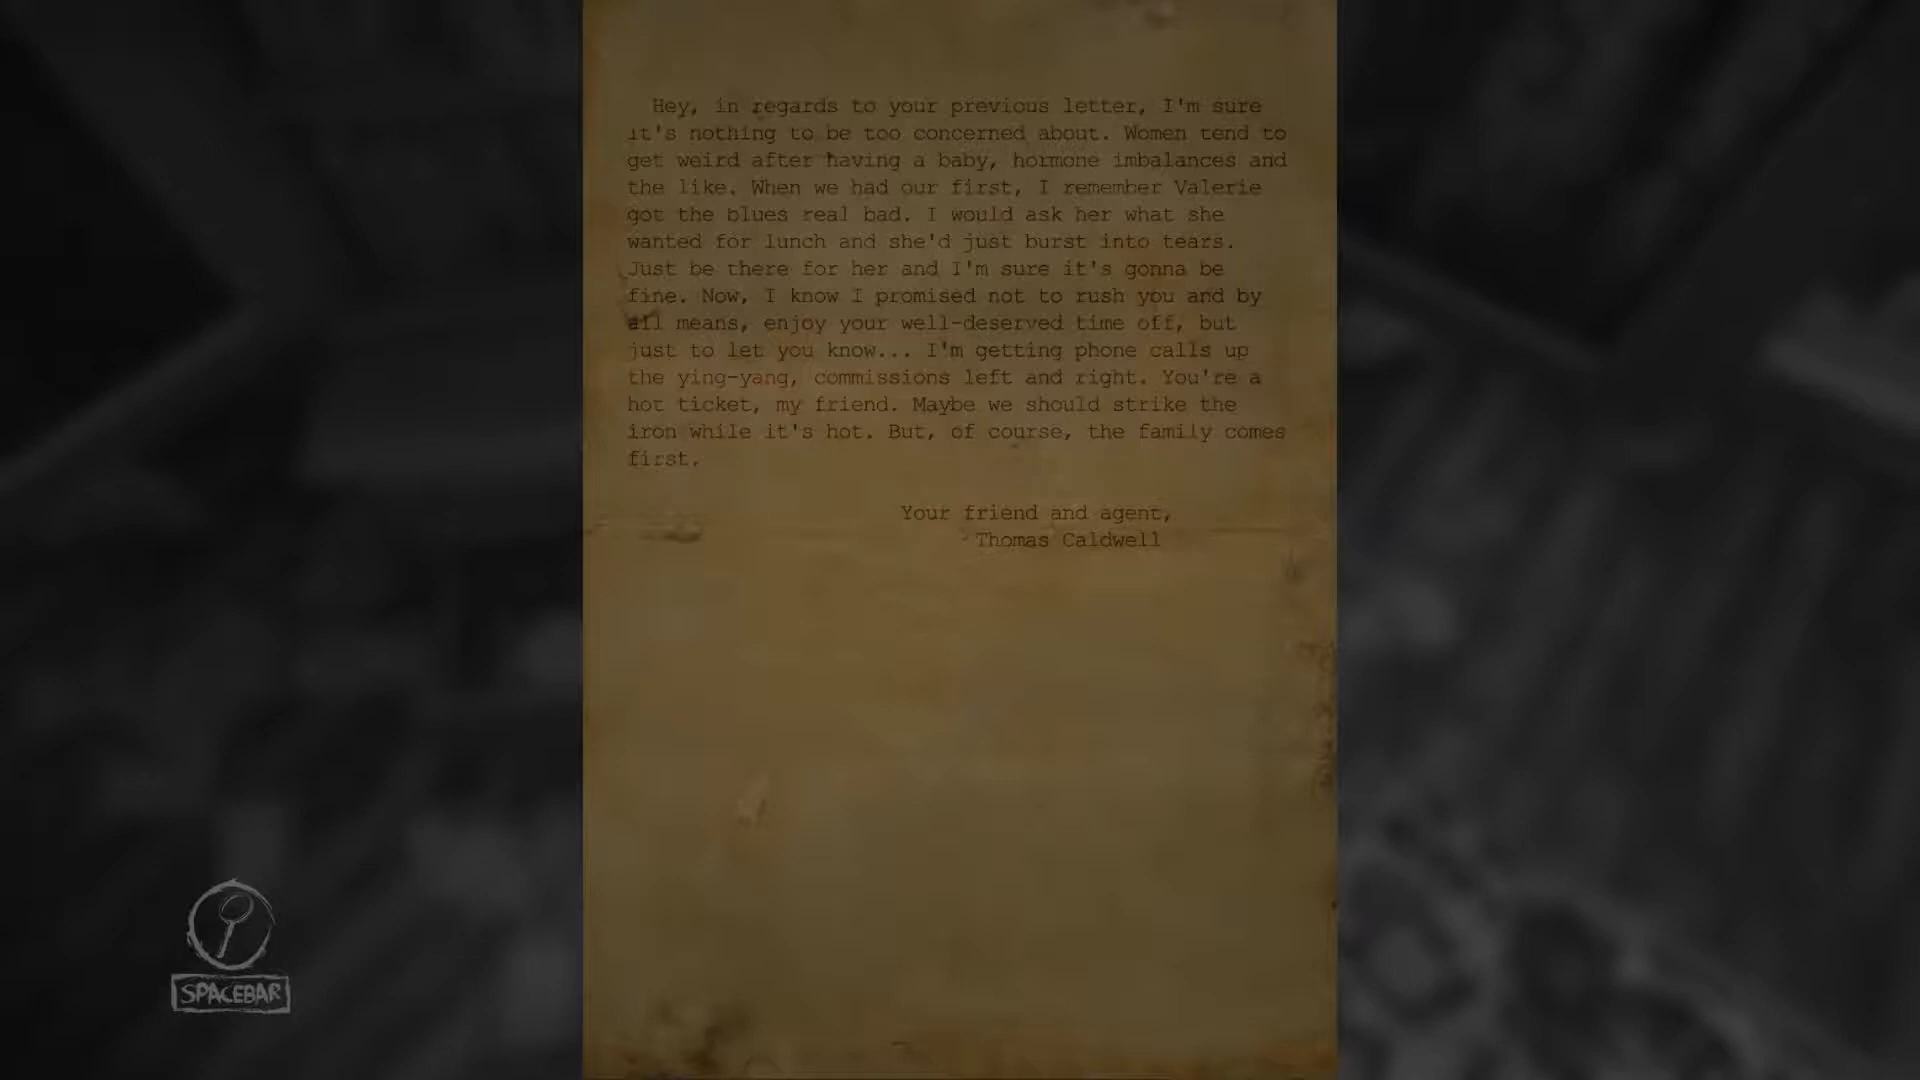 Hey, in regards to your previous letter, I'm sure
it's nothing to be too concerned about. Women tend to
get weird after having a baby, hormone imbalances and
the like. When we had our first, I remember Valerie
got the blues real bad. I would ask her what she
wanted for lunch and she'd just burst into tears.
Just be there for her and I'm sure it's gonna be
fine. Now, I know I promised not to rush you and by
all means, enjoy your well-deserved time off, but
just to let you know... I'm getting phone calls up
the ying-yang, commissions left and right. You're a
hot ticket, my friend. Maybe we should strike the
iron while it's hot. But, of course, the family comes
first.
Your friend and agent,
Thomas Caldwell
SPACEBAR